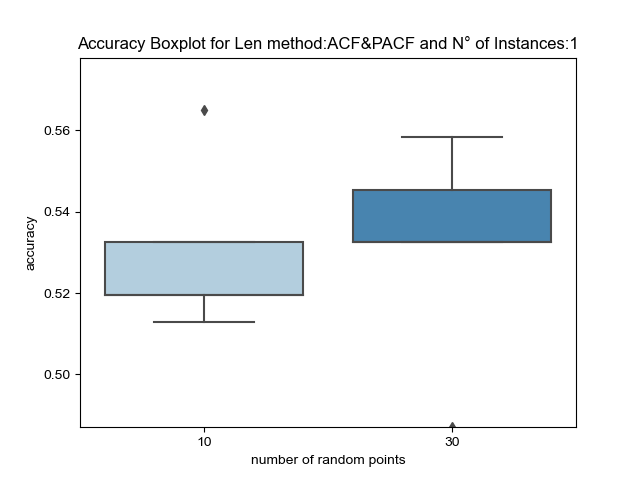 Accuracy Boxplot for Len method:ACF&PACF and N° of Instances:1
0.56
0.54
0.52
0.50
accuracy
10 30
number of random points